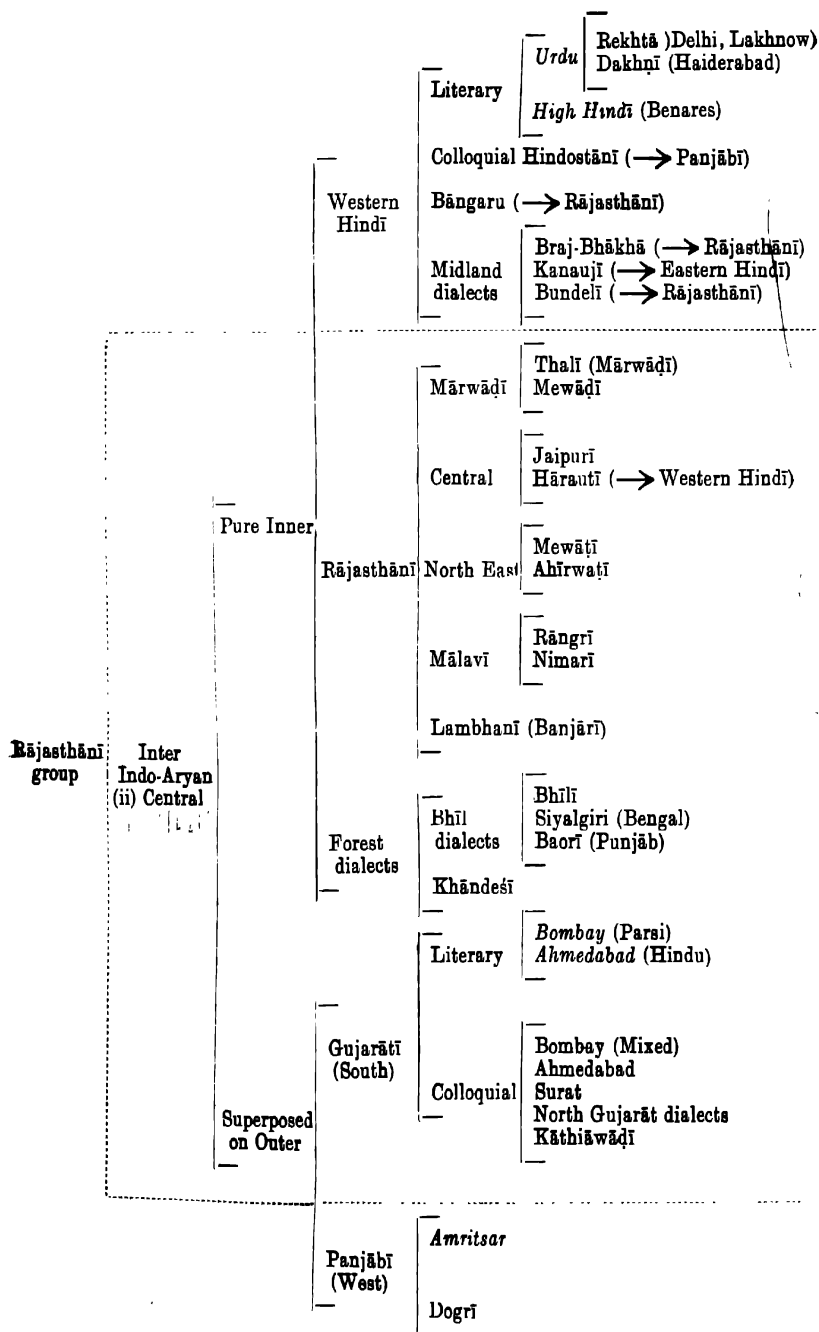 Rekhtā )Delhi, Lakhnow)
Urdu
Dakhṇī (Haiderabad)
Literary
High Hindī (Benares)
Colloquial Hindostānī (→ Panjābī)
Western
Hindī
Bāngaru (→ Rājasthānī)
Braj-Bhākhā (→ Rājasthānī)
Midland
dialects
Kanaujī (→ Eastern Hindī)
Bundelī (→ Rājasthānī)
Thalī (Mārwāḍī)
Mārwāḍī
Mewāḍī
Jaipurī
Central
Hārautī (→ Western Hindī)
Pure Inner
Mewāṭī
Rājasthānī
North East
Ahīrwaṭī
Rāngrī
Mālavī
Nimarī
Lambhanī (Banjārī)
Rājasthānī
group
Inter
Indo-Aryan
(ii) Central
Bhīlī
Bhīl
dialects
Siyalgiri (Bengal)
Baorī (Punjāb)
Forest
dialects
Khāndeśī
Bombay (Parsi)
Literary
Ahmedabad (Hindu)
Gujarātī
(South)
Bombay (Mixed)
Ahmedabad
Colloquial
Surat
North Gujarāt dialects
Kāthiāwāḍī
Superposed
on Outer
Amritsar
Panjābī
(West)
Dogrī